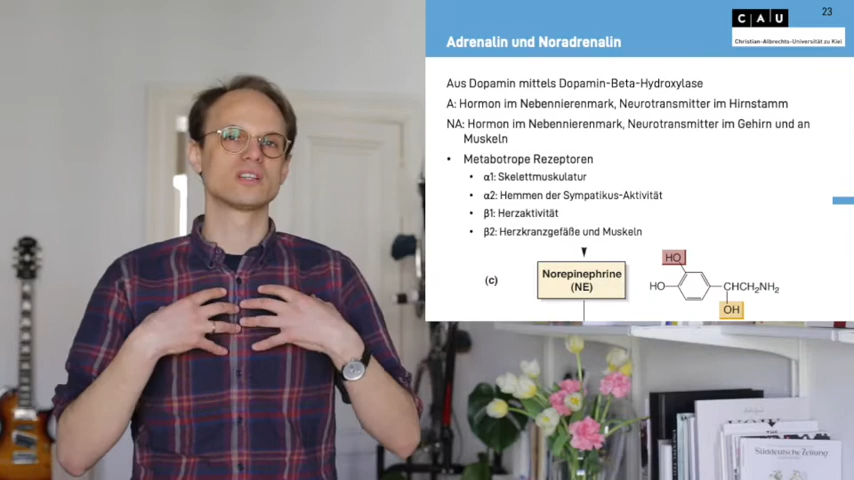 23
CAU
Christian-Albrechts-Universität zu Kiel
Adrenalin und Noradrenalin
Aus Dopamin mittels Dopamin-Beta-Hydroxylase
A: Hormon im Nebennierenmark, Neurotransmitter im Hirnstamm
NA: Hormon im Nebennierenmark, Neurotransmitter im Gehirn und an
Muskeln
• Metabotrope Rezeptoren
• α1: Skelettmuskulatur
• α2: Hemmen der Sympatikus-Aktivität
• β1: Herzaktivität
• β2: Herzkranzgefäße und Muskeln
(c)
Norepinephrine
(NE)
HO
HO
CHCH₂NH₂
OH
Süddeutsche Zeitung